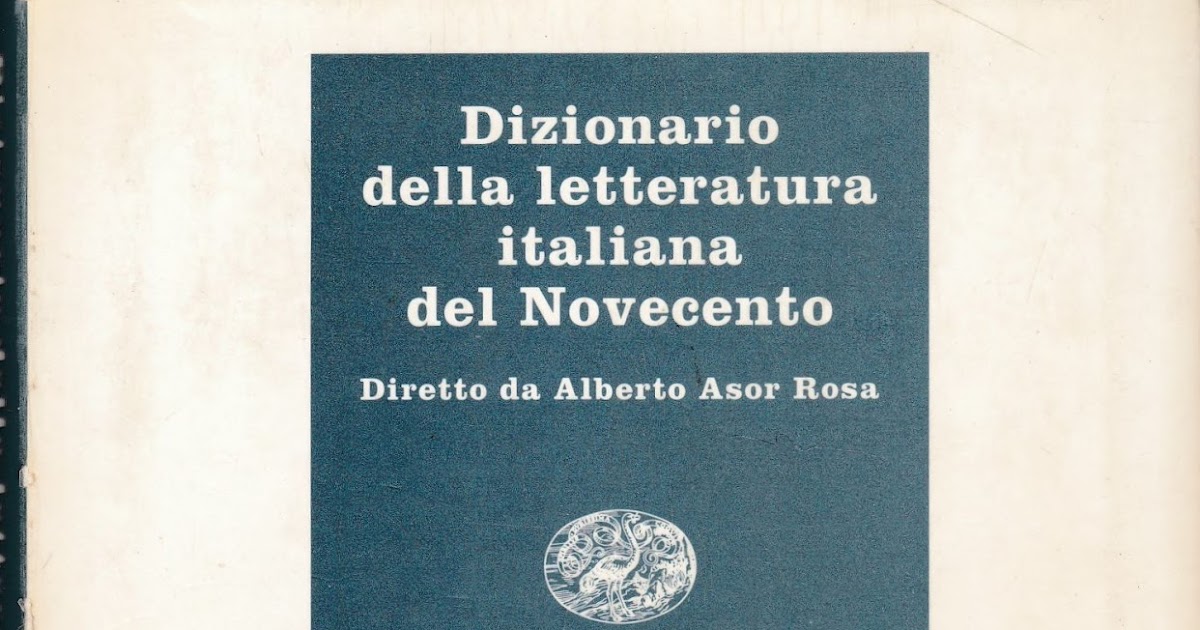 Dizionario
della letteratura
italiana
del Novecento
Diretto da Alberto Asor Rosa